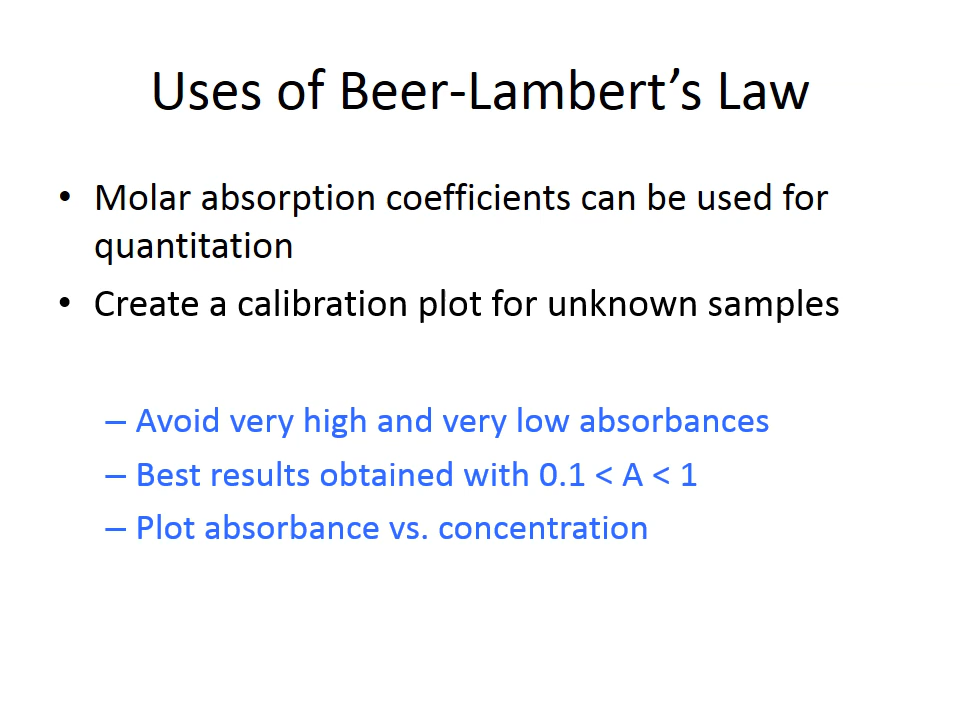 Uses of Beer-Lambert’s Law
• Molar absorption coefficients can be used for
quantitation
• Create a calibration plot for unknown samples
– Avoid very high and very low absorbances
– Best results obtained with 0.1 < A < 1
– Plot absorbance vs. concentration